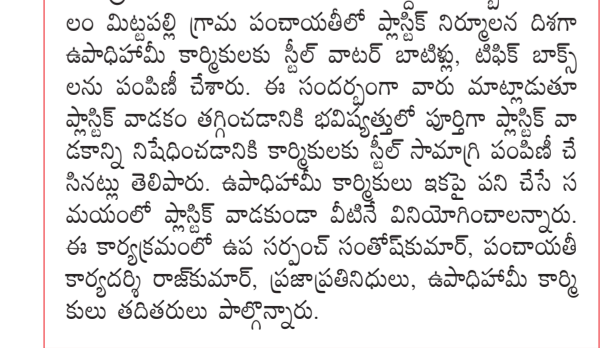 లం మిట్టపల్లి గ్రామ పంచాయతీలో ప్లాస్టిక్ నిర్మూలన దిశగా
ఉపాధిహామీ కార్మికులకు స్టీల్ వాటర్ బాటిళ్లు, టిఫిక్ బాక్స్
లను పంపిణీ చేశారు. ఈ సందర్భంగా వారు మాట్లాడుతూ
ప్లాస్టిక్ వాడకం తగ్గించడానికి భవిష్యత్తులో పూర్తిగా ప్లాస్టిక్ వా
డకాన్ని నిషేధించడానికి కార్మికులకు స్టీల్ సామాగ్రి పంపిణీ చే
సినట్లు తెలిపారు. ఉపాధిహామీ కార్మికులు ఇకపై పని చేసే స
మయంలో ప్లాస్టిక్ వాడకుండా వీటినే వినియోగించాలన్నారు.
ఈ కార్యక్రమంలో ఉప సర్పంచ్ సంతోష్‌కుమార్, పంచాయతీ
కార్యదర్శి రాజ్‌కుమార్, ప్రజాప్రతినిధులు, ఉపాధిహామీ కార్మి
కులు తదితరులు పాల్గొన్నారు.